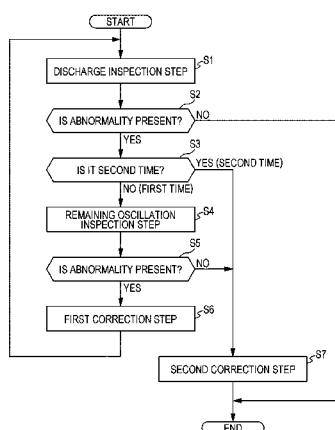 START
S1
DISCHARGE INSPECTION STEP
S2
IS ABNORMALITY PRESENT?
NO
YES
S3
IS IT SECOND TIME?
YES (SECOND TIME)
NO (FIRST TIME)
S4
REMAINING OSCILLATION
INSPECTION STEP
S5
IS ABNORMALITY PRESENT?
NO
YES
S6
FIRST CORRECTION STEP
S7
SECOND CORRECTION STEP
END